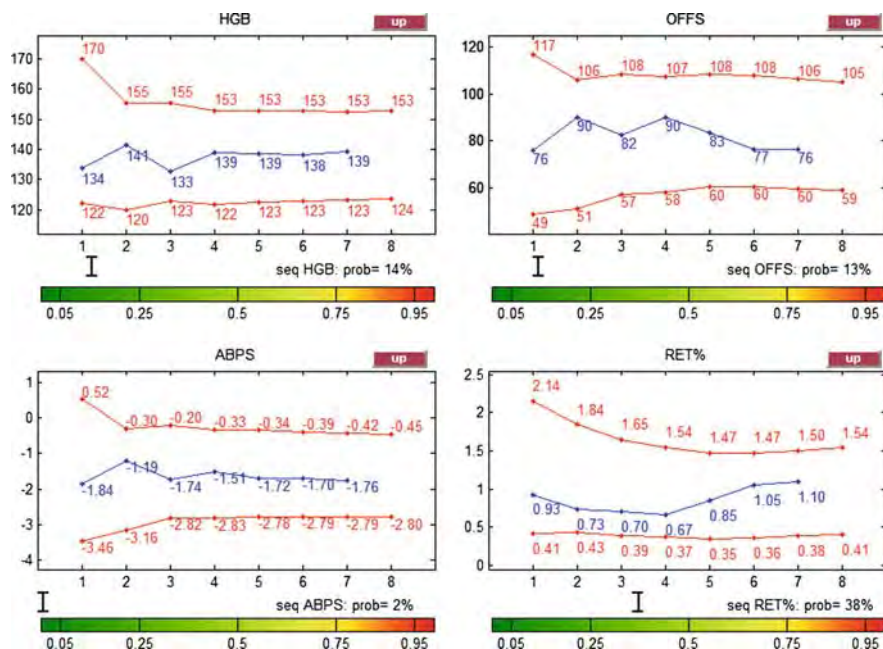 HGB
up
170
160
150
140
130
120
170 155 155 153 153 153 153 153
134 141 133 139 139 138 139
122 120 123 122 123 123 123 124
1 2 3 4 5 6 7 8
seq HGB: prob= 14%
0.05 0.25 0.5 0.75 0.95
OFFS
up
120
100
80
60
117 106 108 107 108 108 106 105
76 90 82 90 83 77 76
49 51 57 58 60 60 60 59
1 2 3 4 5 6 7 8
seq OFFS: prob= 13%
0.05 0.25 0.5 0.75 0.95
ABPS
up
1
0
-1
-2
-3
-4
0.52 -0.30 -0.20 -0.33 -0.34 -0.39 -0.42 -0.45
-1.84 -1.19 -1.74 -1.51 -1.72 -1.70 -1.76
-3.46 -3.16 -2.82 -2.83 -2.78 -2.79 -2.79 -2.80
1 2 3 4 5 6 7 8
seq ABPS: prob= 2%
0.05 0.25 0.5 0.75 0.95
RET%
up
2.5
2
1.5
1
0.5
0
2.14 1.84 1.65 1.54 1.47 1.47 1.50 1.54
0.93 0.73 0.70 0.67 0.85 1.05 1.10
0.41 0.43 0.39 0.37 0.35 0.36 0.38 0.41
1 2 3 4 5 6 7 8
seq RET%: prob= 38%
0.05 0.25 0.5 0.75 0.95